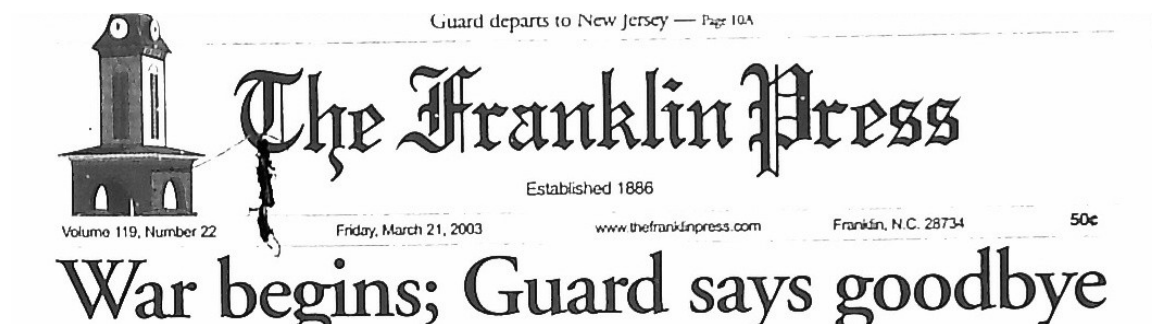 Guard departs to New Jersey — Page 10A
The Franklin Press
Established 1886
Volume 119, Number 22 Friday, March 21, 2003 www.thefranklinpress.com Franklin, N.C. 28734 50¢
War begins; Guard says goodbye